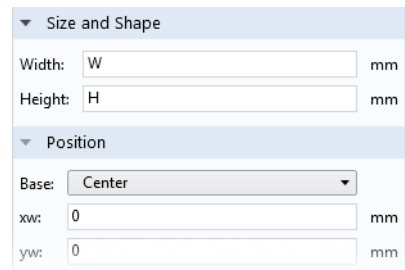 Size and Shape
Width: W mm
Height: H mm
Position
Base: Center
xw: 0 mm
yw: 0 mm